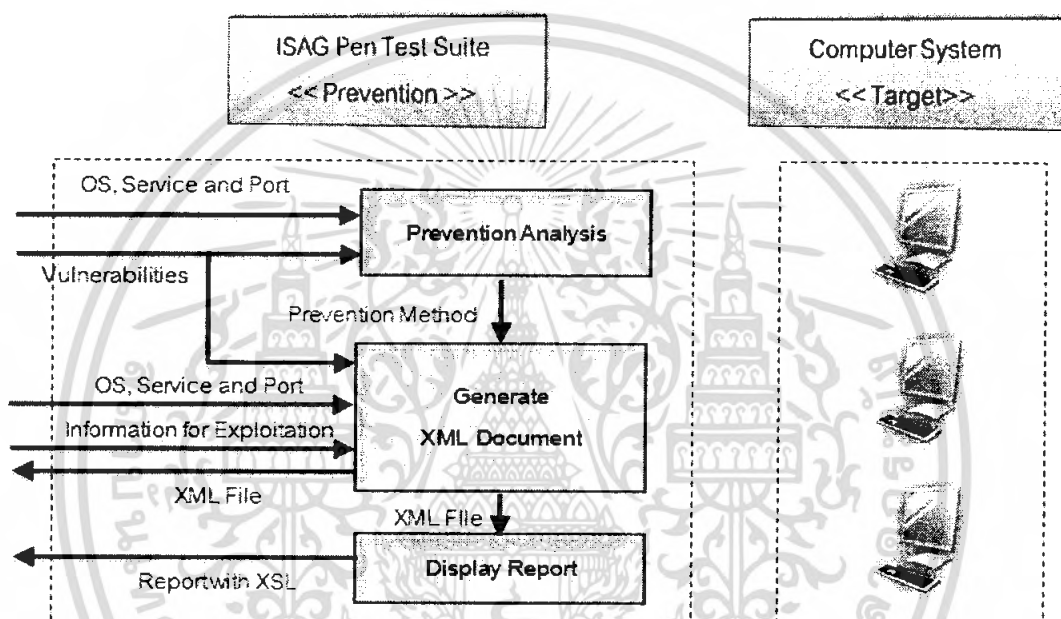 ISAG Pen Test Suite
<< Prevention >>
Computer System
<< Target>>
OS, Service and Port
Prevention Analysis
Vulnerabilities
Prevention Method
OS, Service and Port
Generate
XML Document
Information for Exploitation
XML File
XML File
Display Report
Report with XSL